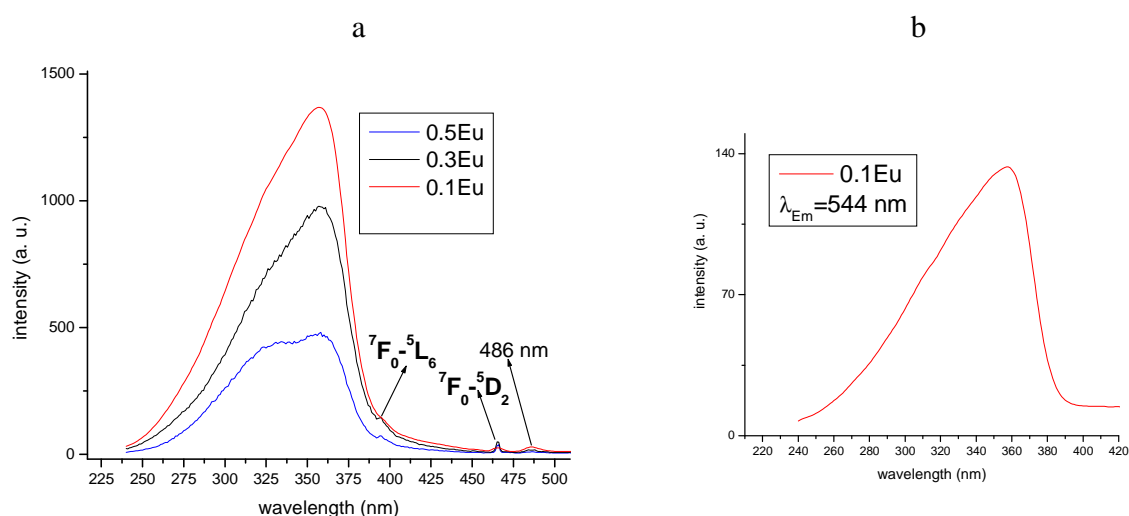 a
b
1500
1000
500
0
225 250 275 300 325 350 375 400 425 450 475 500
intensity (a. u.)
wavelength (nm)
0.5Eu
0.3Eu
0.1Eu
⁷F₀-⁵L₆
⁷F₀-⁵D₂
486 nm
140
70
0
220 240 260 280 300 320 340 360 380 400 420
intensity (a. u.)
wavelength (nm)
0.1Eu
λ_Em=544 nm